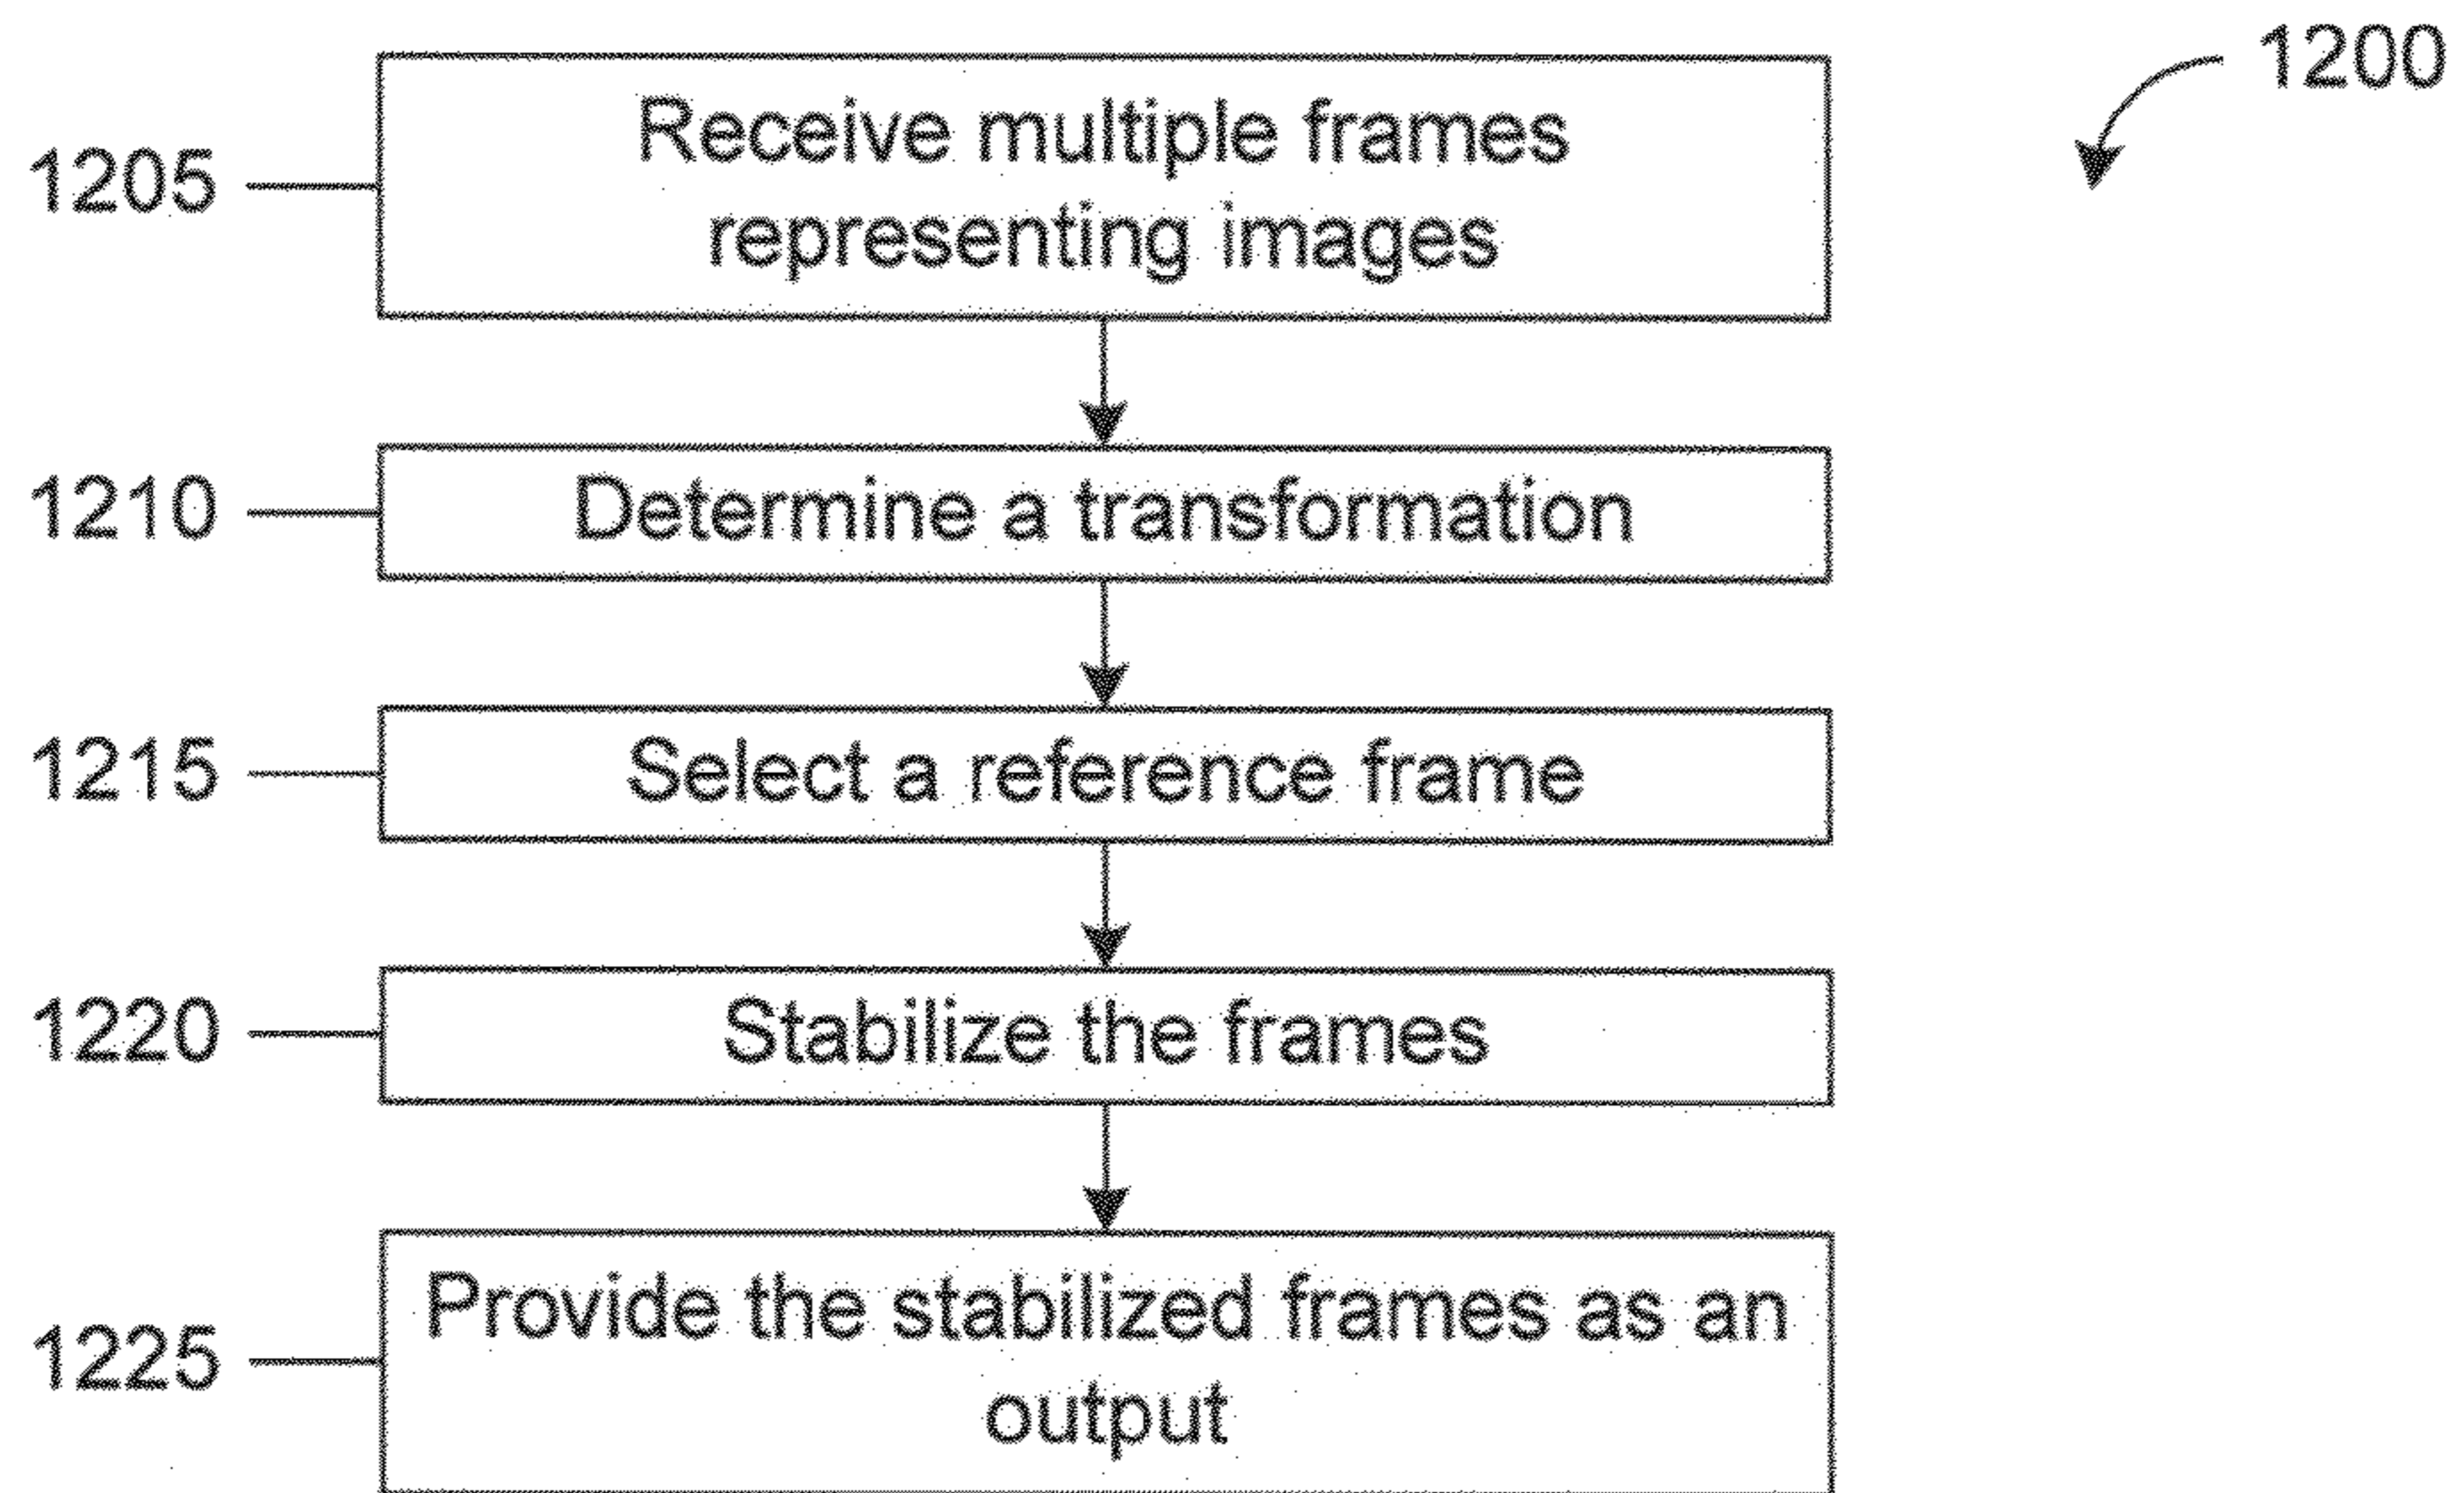 1200
1205
Receive multiple frames
representing images
1210
Determine a transformation
1215
Select a reference frame
1220
Stabilize the frames
1225
Provide the stabilized frames as an
output